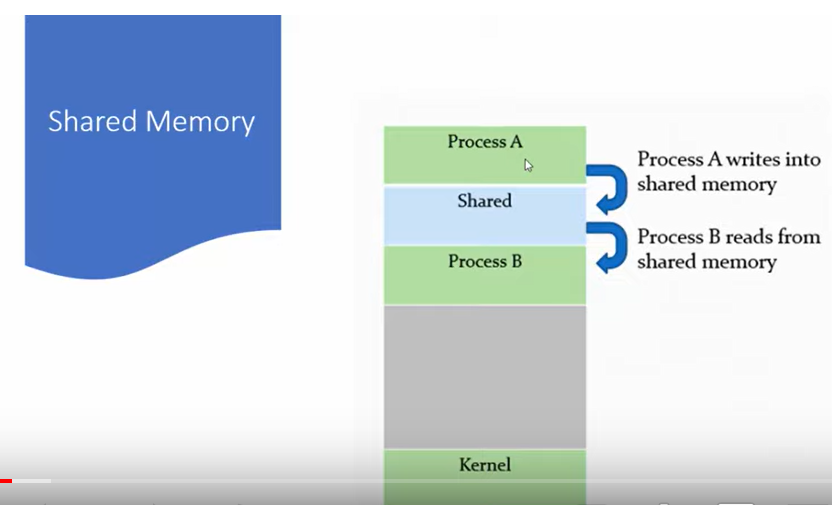 Shared Memory
Process A
Process A writes into
shared memory
Shared
Process B reads from
shared memory
Process B
Kernel